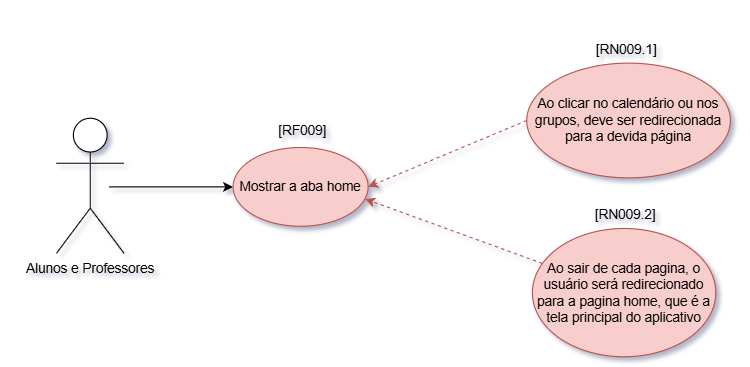 [RN009.1]
Ao clicar no calendário ou nos
grupos, deve ser redirecionada
para a devida página
[RF009]
Mostrar a aba home
Alunos e Professores
[RN009.2]
Ao sair de cada pagina, o
usuário será redirecionado
para a pagina home, que é a
tela principal do aplicativo